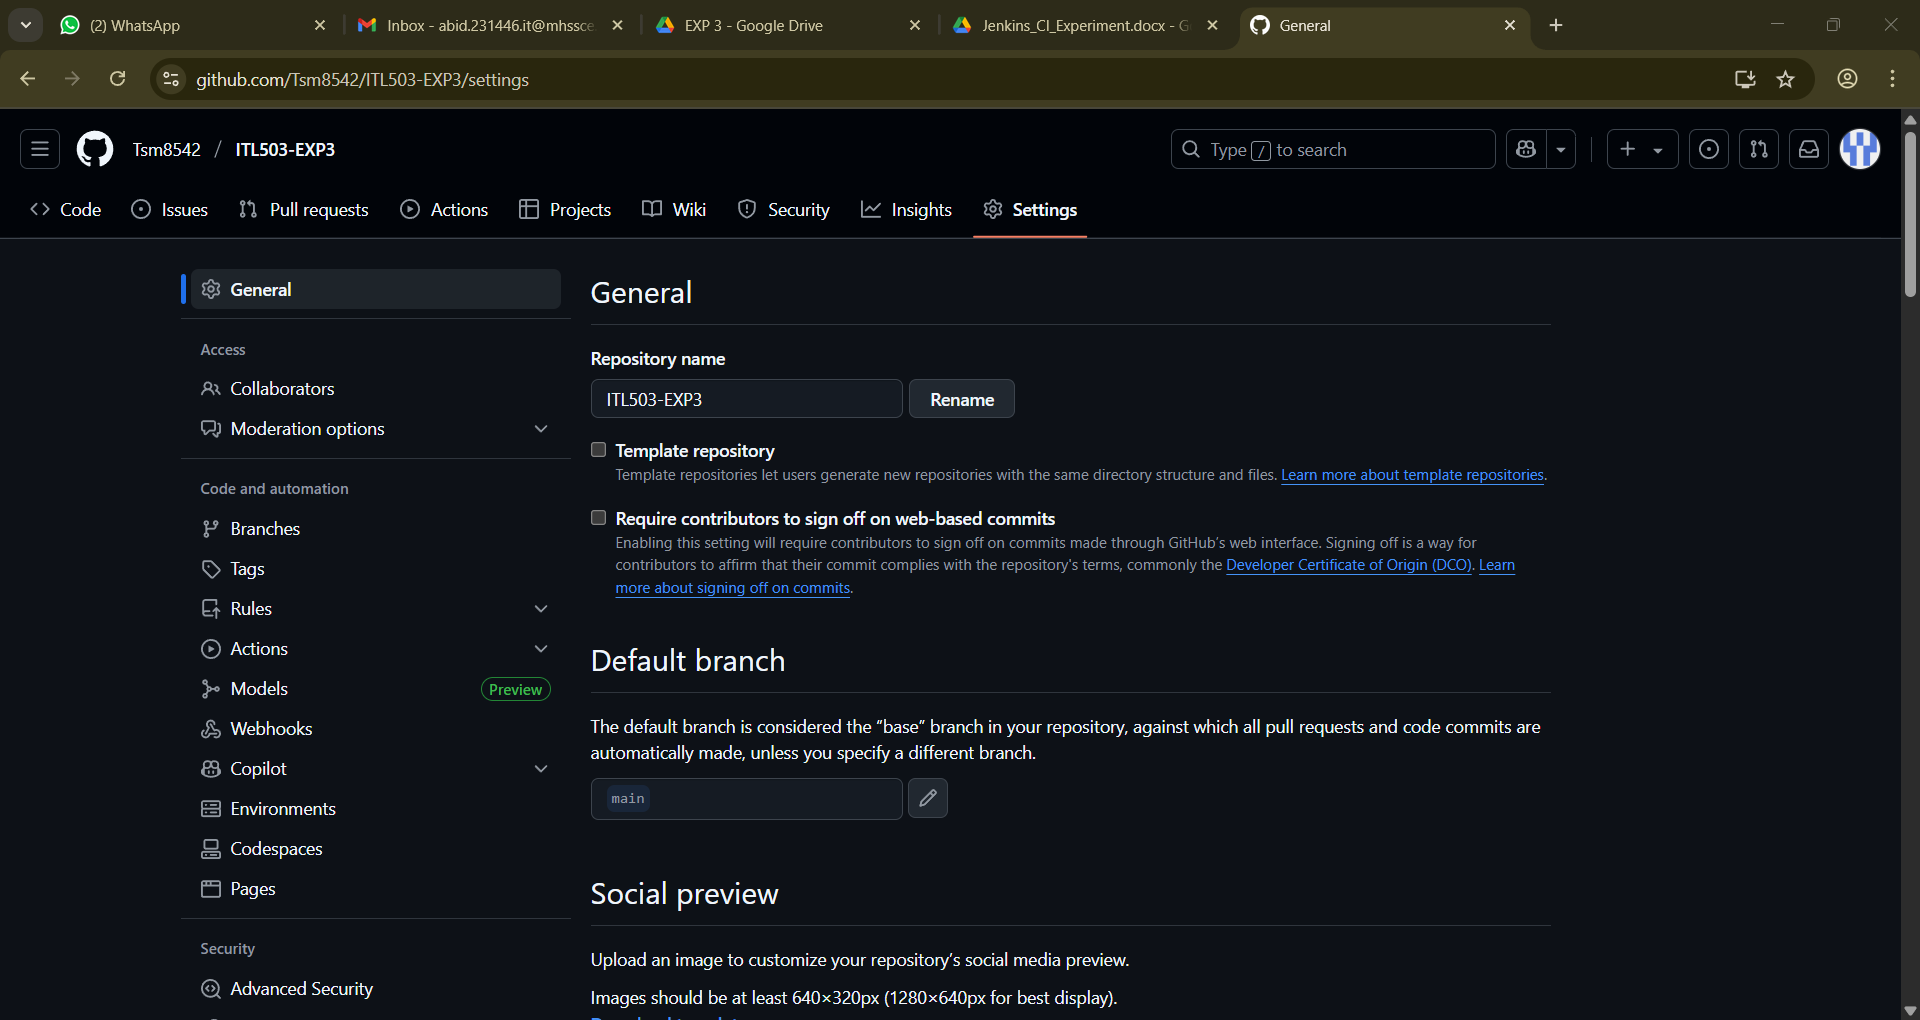 (2) WhatsApp
Inbox - abid.231446.it@mhssce
EXP 3 - Google Drive
Jenkins_CI_Experiment.docx - G
General
github.com/Tsm8542/ITL503-EXP3/settings
Tsm8542 / ITL503-EXP3
Type / to search
Code
Issues
Pull requests
Actions
Projects
Wiki
Security
Insights
Settings
General
Access
Collaborators
Moderation options
Code and automation
Branches
Tags
Rules
Actions
Models
Preview
Webhooks
Copilot
Environments
Codespaces
Pages
Security
Advanced Security
General
Repository name
ITL503-EXP3
Rename
Template repository
Template repositories let users generate new repositories with the same directory structure and files. Learn more about template repositories.
Require contributors to sign off on web-based commits
Enabling this setting will require contributors to sign off on commits made through GitHub's web interface. Signing off is a way for
contributors to affirm that their commit complies with the repository's terms, commonly the Developer Certificate of Origin (DCO). Learn
more about signing off on commits.
Default branch
The default branch is considered the “base” branch in your repository, against which all pull requests and code commits are
automatically made, unless you specify a different branch.
main
Social preview
Upload an image to customize your repository's social media preview.
Images should be at least 640×320px (1280×640px for best display).